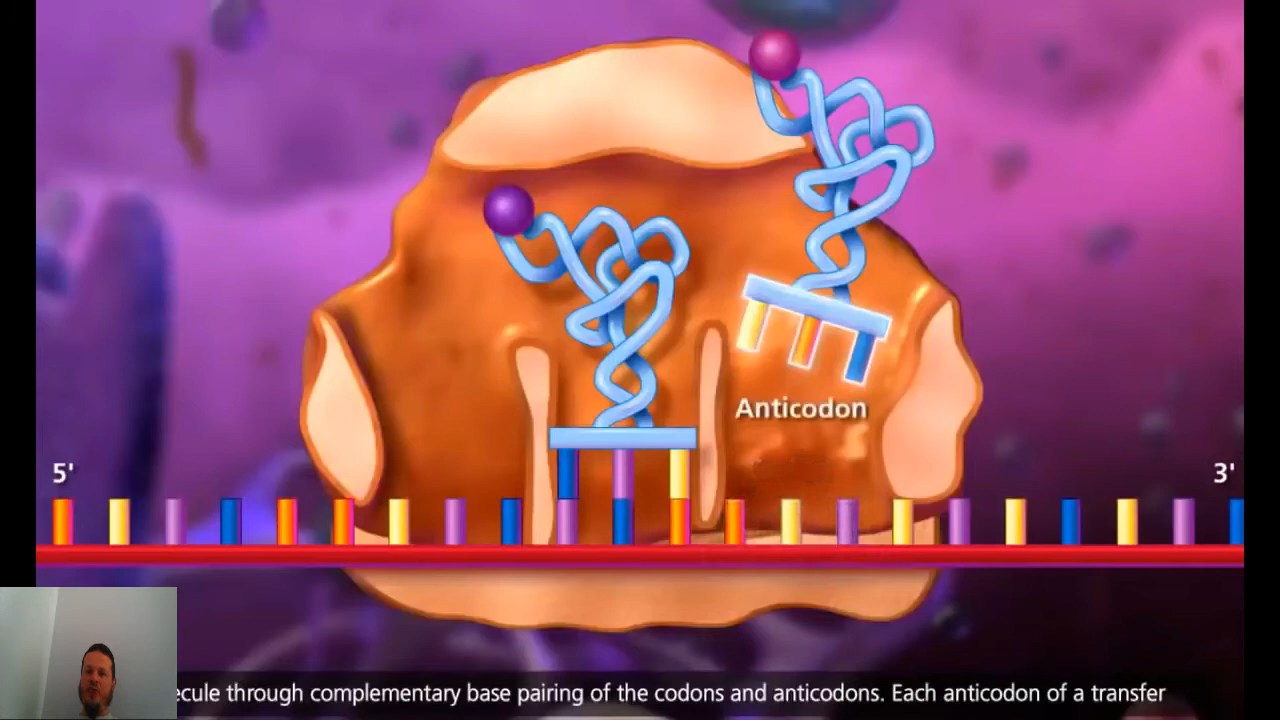 Anticodon
5'
3'
ecule through complementary base pairing of the codons and anticodons. Each anticodon of a transfer